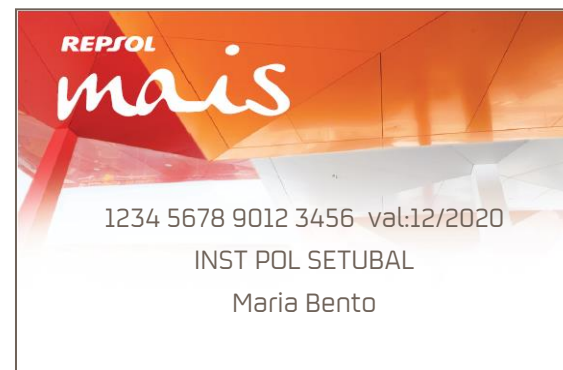 REPSOL
mais
1234 5678 9012 3456 val:12/2020
INST POL SETUBAL
Maria Bento